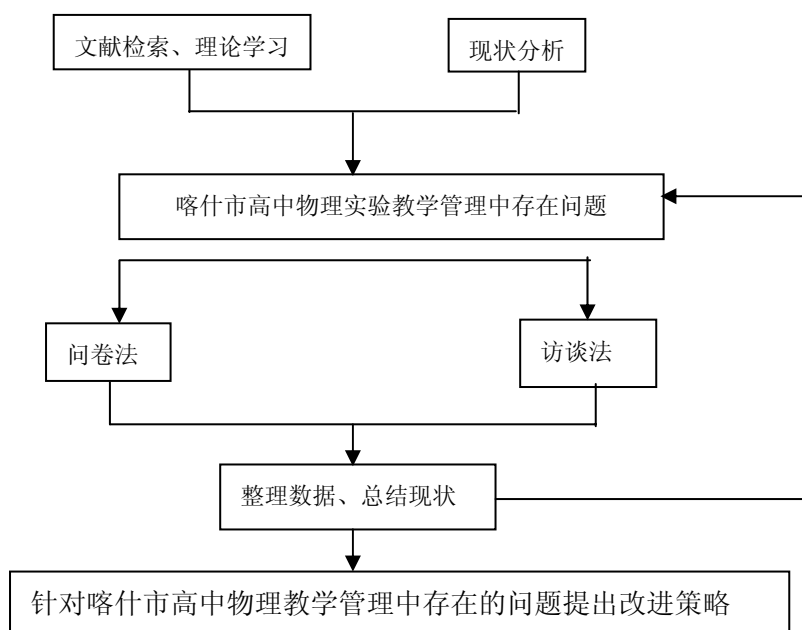 文献检索、理论学习
现状分析
喀什市高中物理实验教学管理中存在问题
问卷法
访谈法
整理数据、总结现状
针对喀什市高中物理教学管理中存在的问题提出改进策略